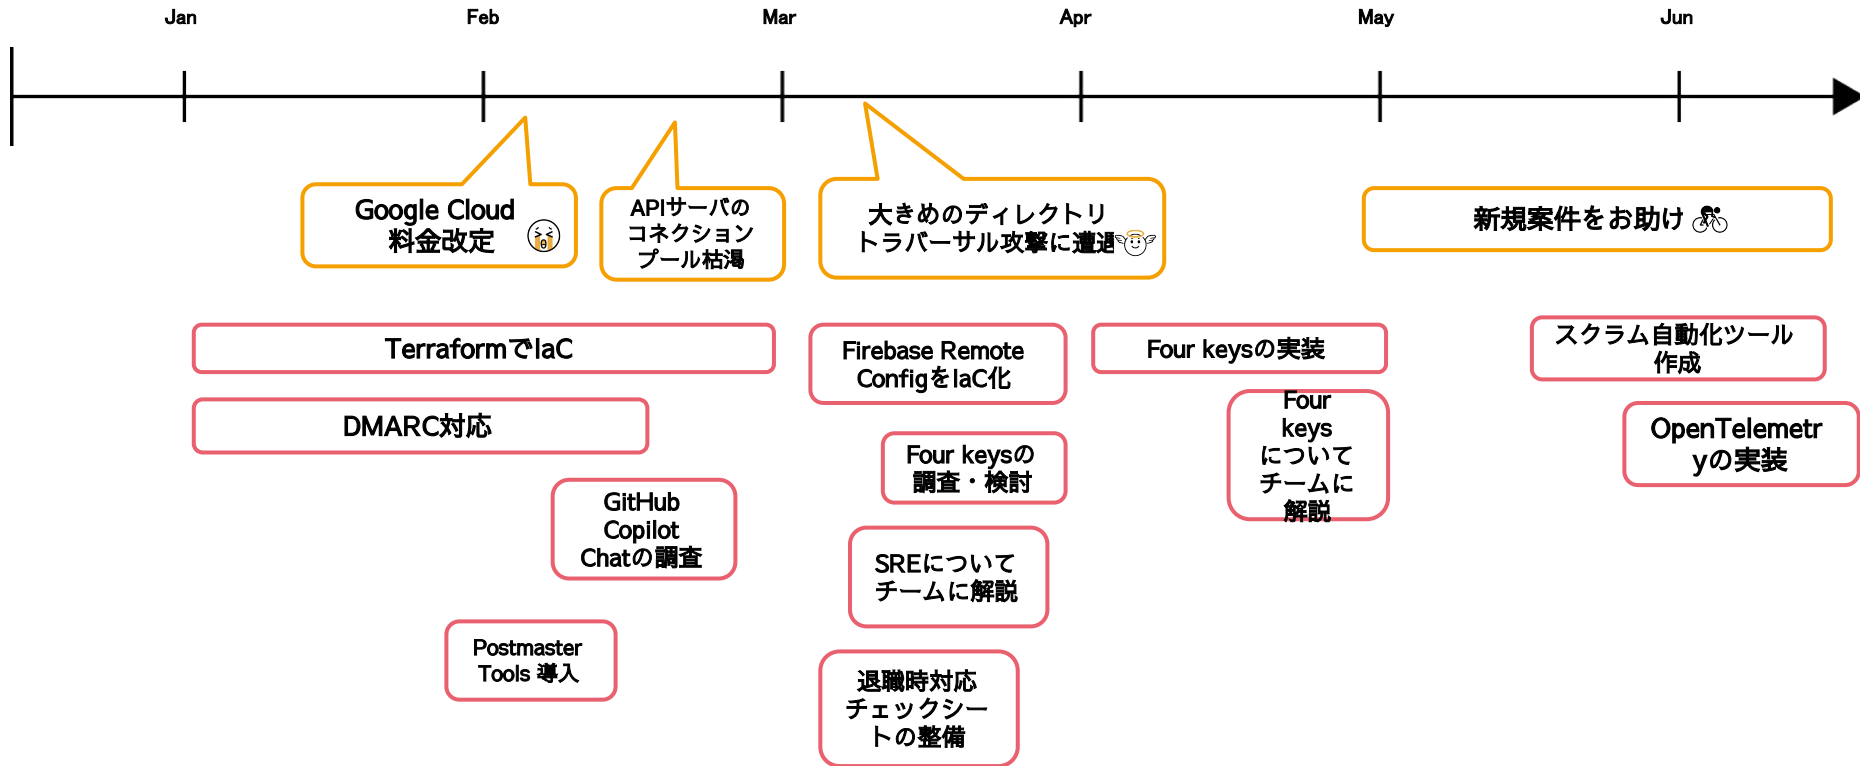 Jan
Feb
Mar
Apr
May
Jun
Google Cloud
料金改定
APIサーバの
コネクション
プール枯渇
大きめのディレクトリ
トラバーサル攻撃に遭遇
新規案件をお助け
TerraformでIaC
Firebase Remote
ConfigをIaC化
Four keysの実装
スクラム自動化ツール
作成
DMARC対応
Four keysの
調査・検討
Four
keys
について
チームに
解説
OpenTelemetr
yの実装
GitHub
Copilot
Chatの調査
SREについて
チームに解説
Postmaster
Tools 導入
退職時対応
チェックシー
トの整備